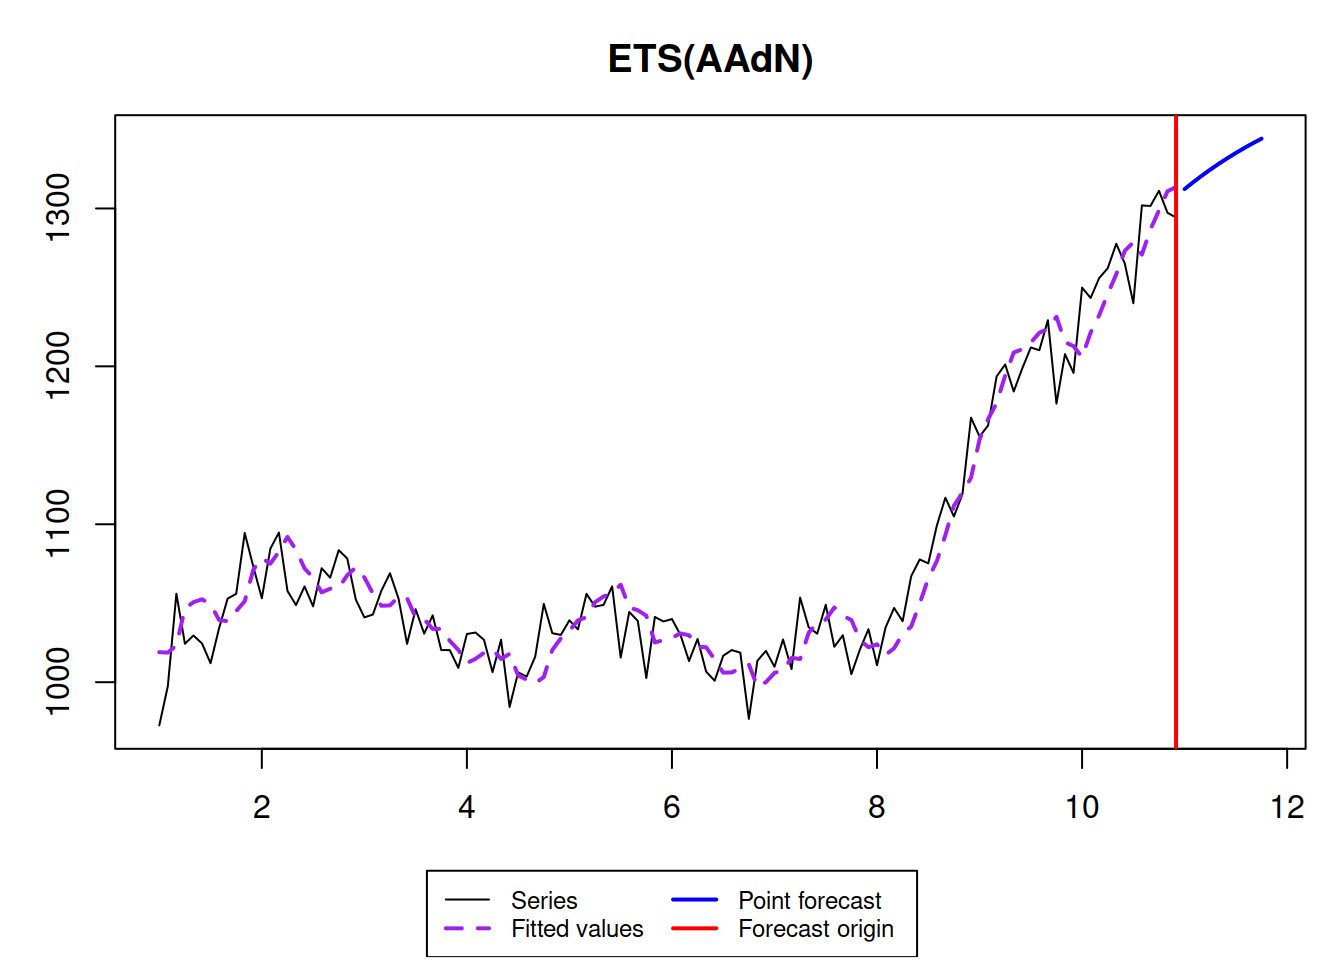 ETS(AAdN)
1300
1200
1100
1000
2 4 6 8 10 12
Series Point forecast
Fitted values Forecast origin